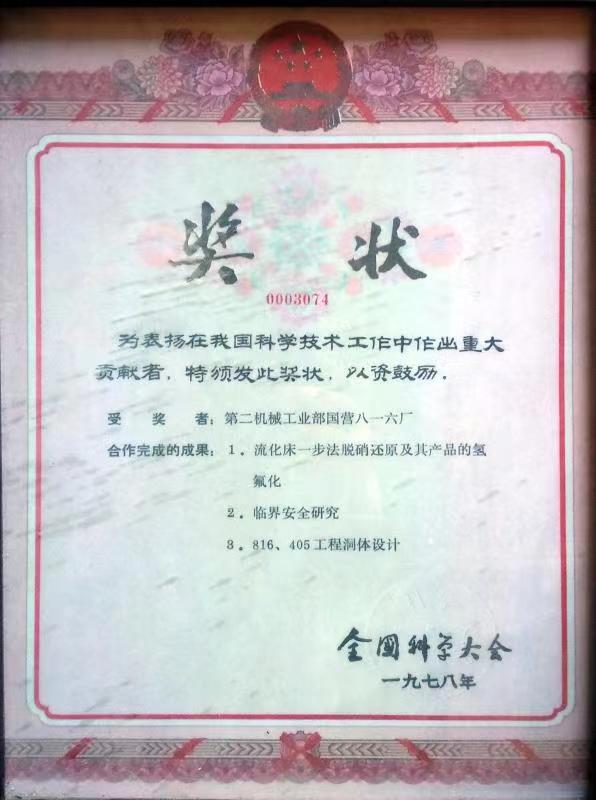 奖状
0003074
为表扬在我国科学技术工作中作出重大
贡献者，特颁发此奖状，以资鼓励．
受奖者：第二机械工业部国营八一六厂
合作完成的成果：1．流化床一步法脱硝还原及其产品的氢
氟化
2．临界安全研究
3．816、405工程洞体设计
全国科学大会
一九七八年